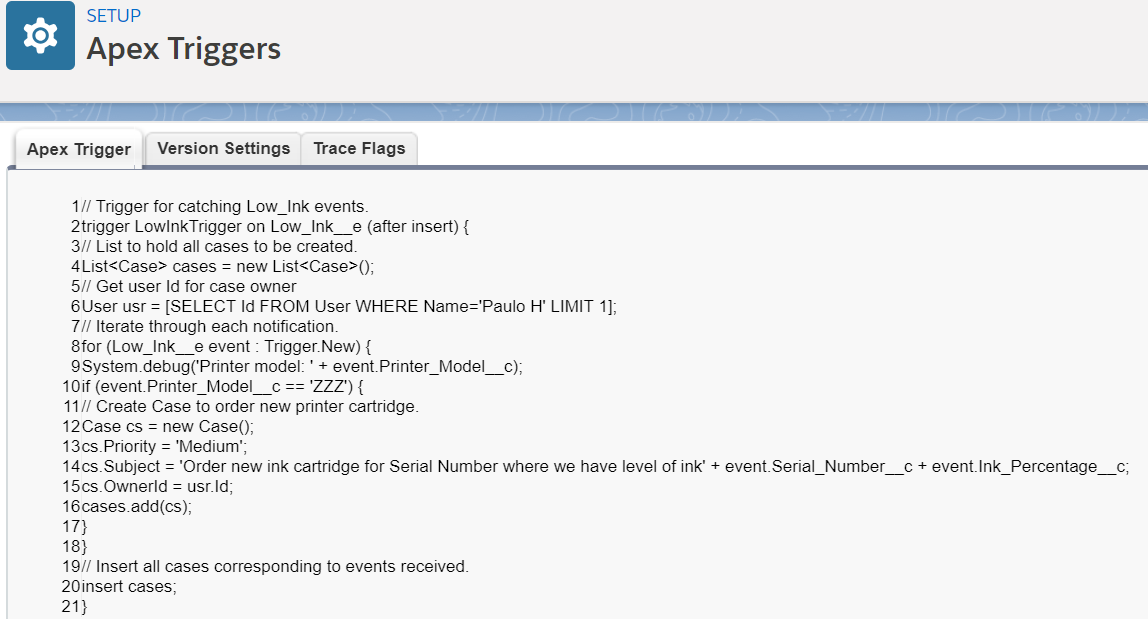 SETUP
Apex Triggers
Apex Trigger Version Settings Trace Flags
1// Trigger for catching Low_Ink events.
2trigger LowInkTrigger on Low_Ink__e (after insert) {
3// List to hold all cases to be created.
4List<Case> cases = new List<Case>();
5// Get user Id for case owner
6User usr = [SELECT Id FROM User WHERE Name='Paulo H' LIMIT 1];
7// Iterate through each notification.
8for (Low_Ink__e event : Trigger.New) {
9System.debug('Printer model: ' + event.Printer_Model__c);
10if (event.Printer_Model__c == 'ZZZ') {
11// Create Case to order new printer cartridge.
12Case cs = new Case();
13cs.Priority = 'Medium';
14cs.Subject = 'Order new ink cartridge for Serial Number where we have level of ink' + event.Serial_Number__c + event.Ink_Percentage__c;
15cs.OwnerId = usr.Id;
16cases.add(cs);
17}
18}
19// Insert all cases corresponding to events received.
20insert cases;
21}